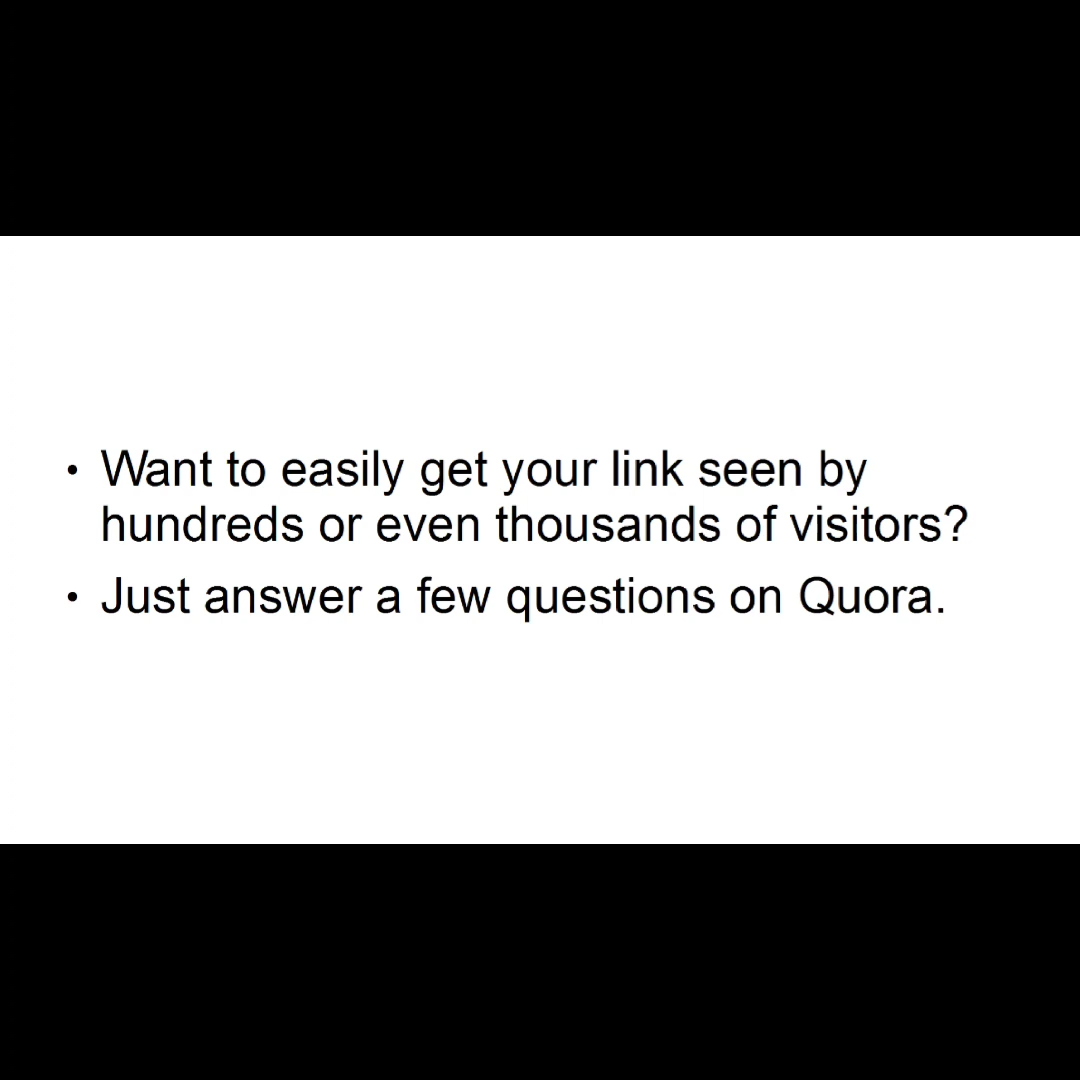 • Want to easily get your link seen by
hundreds or even thousands of visitors?
• Just answer a few questions on Quora.